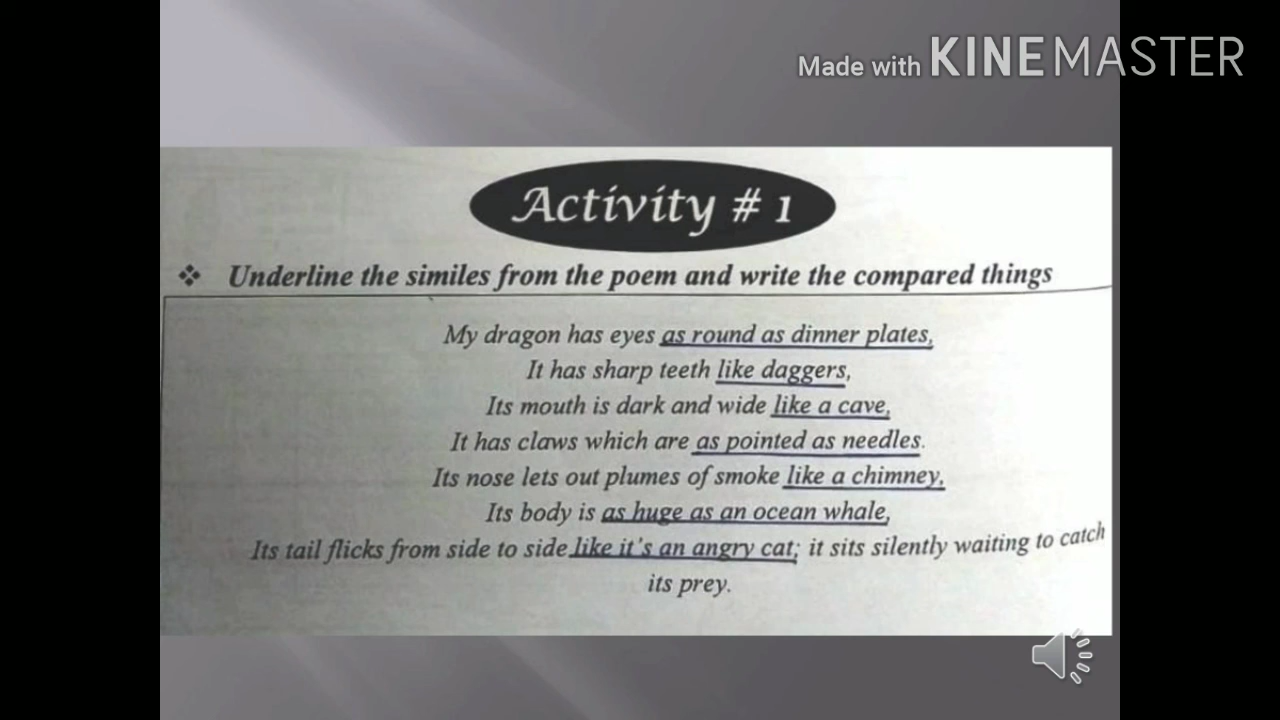 Made with KINEMASTER
Activity # 1
❖ Underline the similes from the poem and write the compared things
My dragon has eyes as round as dinner plates,
It has sharp teeth like daggers,
Its mouth is dark and wide like a cave,
It has claws which are as pointed as needles.
Its nose lets out plumes of smoke like a chimney,
Its body is as huge as an ocean whale,
Its tail flicks from side to side like it's an angry cat; it sits silently waiting to catch
its prey.